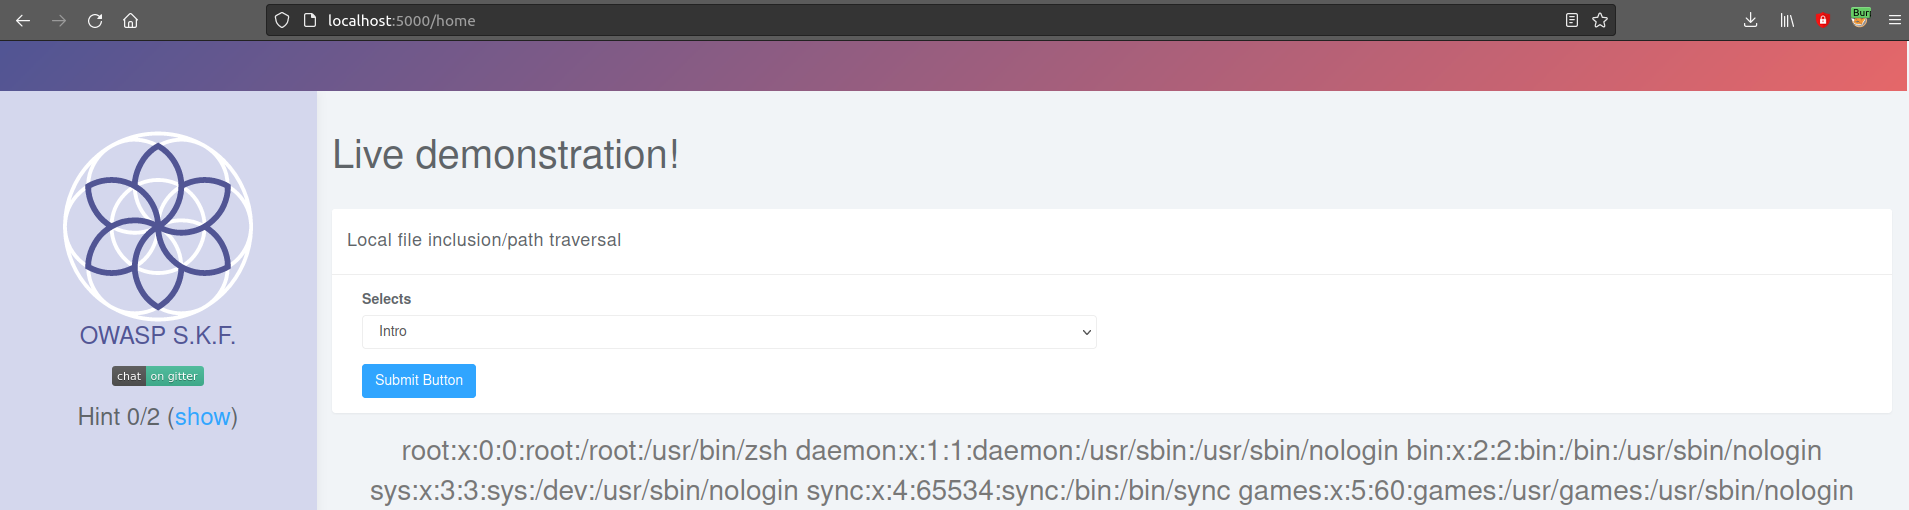 localhost:5000/home
Bur
Live demonstration!
Local file inclusion/path traversal
Selects
Intro
Submit Button
OWASP S.K.F.
chat on gitter
Hint 0/2 (show)
root:x:0:0:root:/root:/usr/bin/zsh daemon:x:1:1:daemon:/usr/sbin:/usr/sbin/nologin bin:x:2:2:bin:/bin:/usr/sbin/nologin
sys:x:3:3:sys:/dev:/usr/sbin/nologin sync:x:4:65534:sync:/bin:/bin/sync games:x:5:60:games:/usr/games:/usr/sbin/nologin